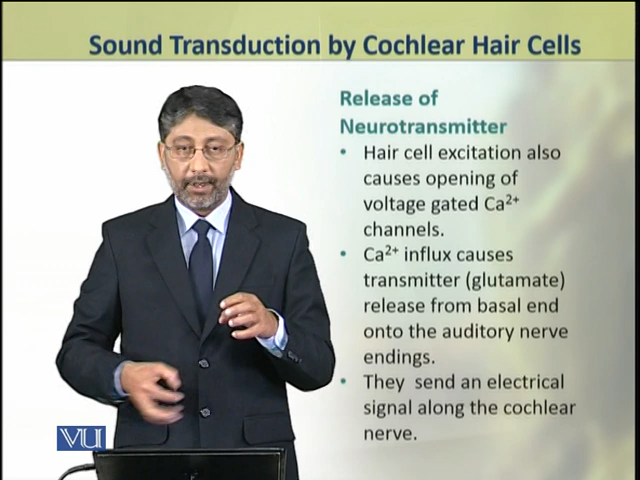 Sound Transduction by Cochlear Hair Cells
Release of
Neurotransmitter
• Hair cell excitation also
causes opening of
voltage gated Ca²⁺
channels.
• Ca²⁺ influx causes
transmitter (glutamate)
release from basal end
onto the auditory nerve
endings.
• They send an electrical
signal along the cochlear
nerve.
VU